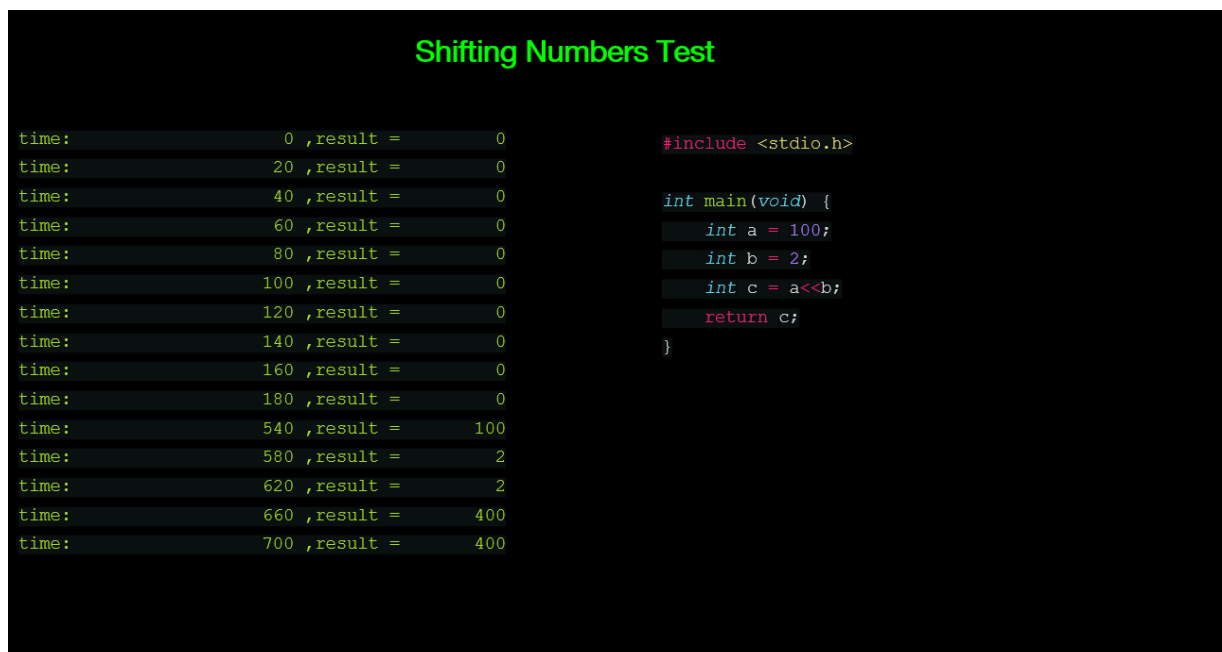 Shifting Numbers Test
time: 0 ,result = 0
time: 20 ,result = 0
time: 40 ,result = 0
time: 60 ,result = 0
time: 80 ,result = 0
time: 100 ,result = 0
time: 120 ,result = 0
time: 140 ,result = 0
time: 160 ,result = 0
time: 180 ,result = 0
time: 540 ,result = 100
time: 580 ,result = 2
time: 620 ,result = 2
time: 660 ,result = 400
time: 700 ,result = 400
#include <stdio.h>
int main(void) {
    int a = 100;
    int b = 2;
    int c = a<<b;
    return c;
}